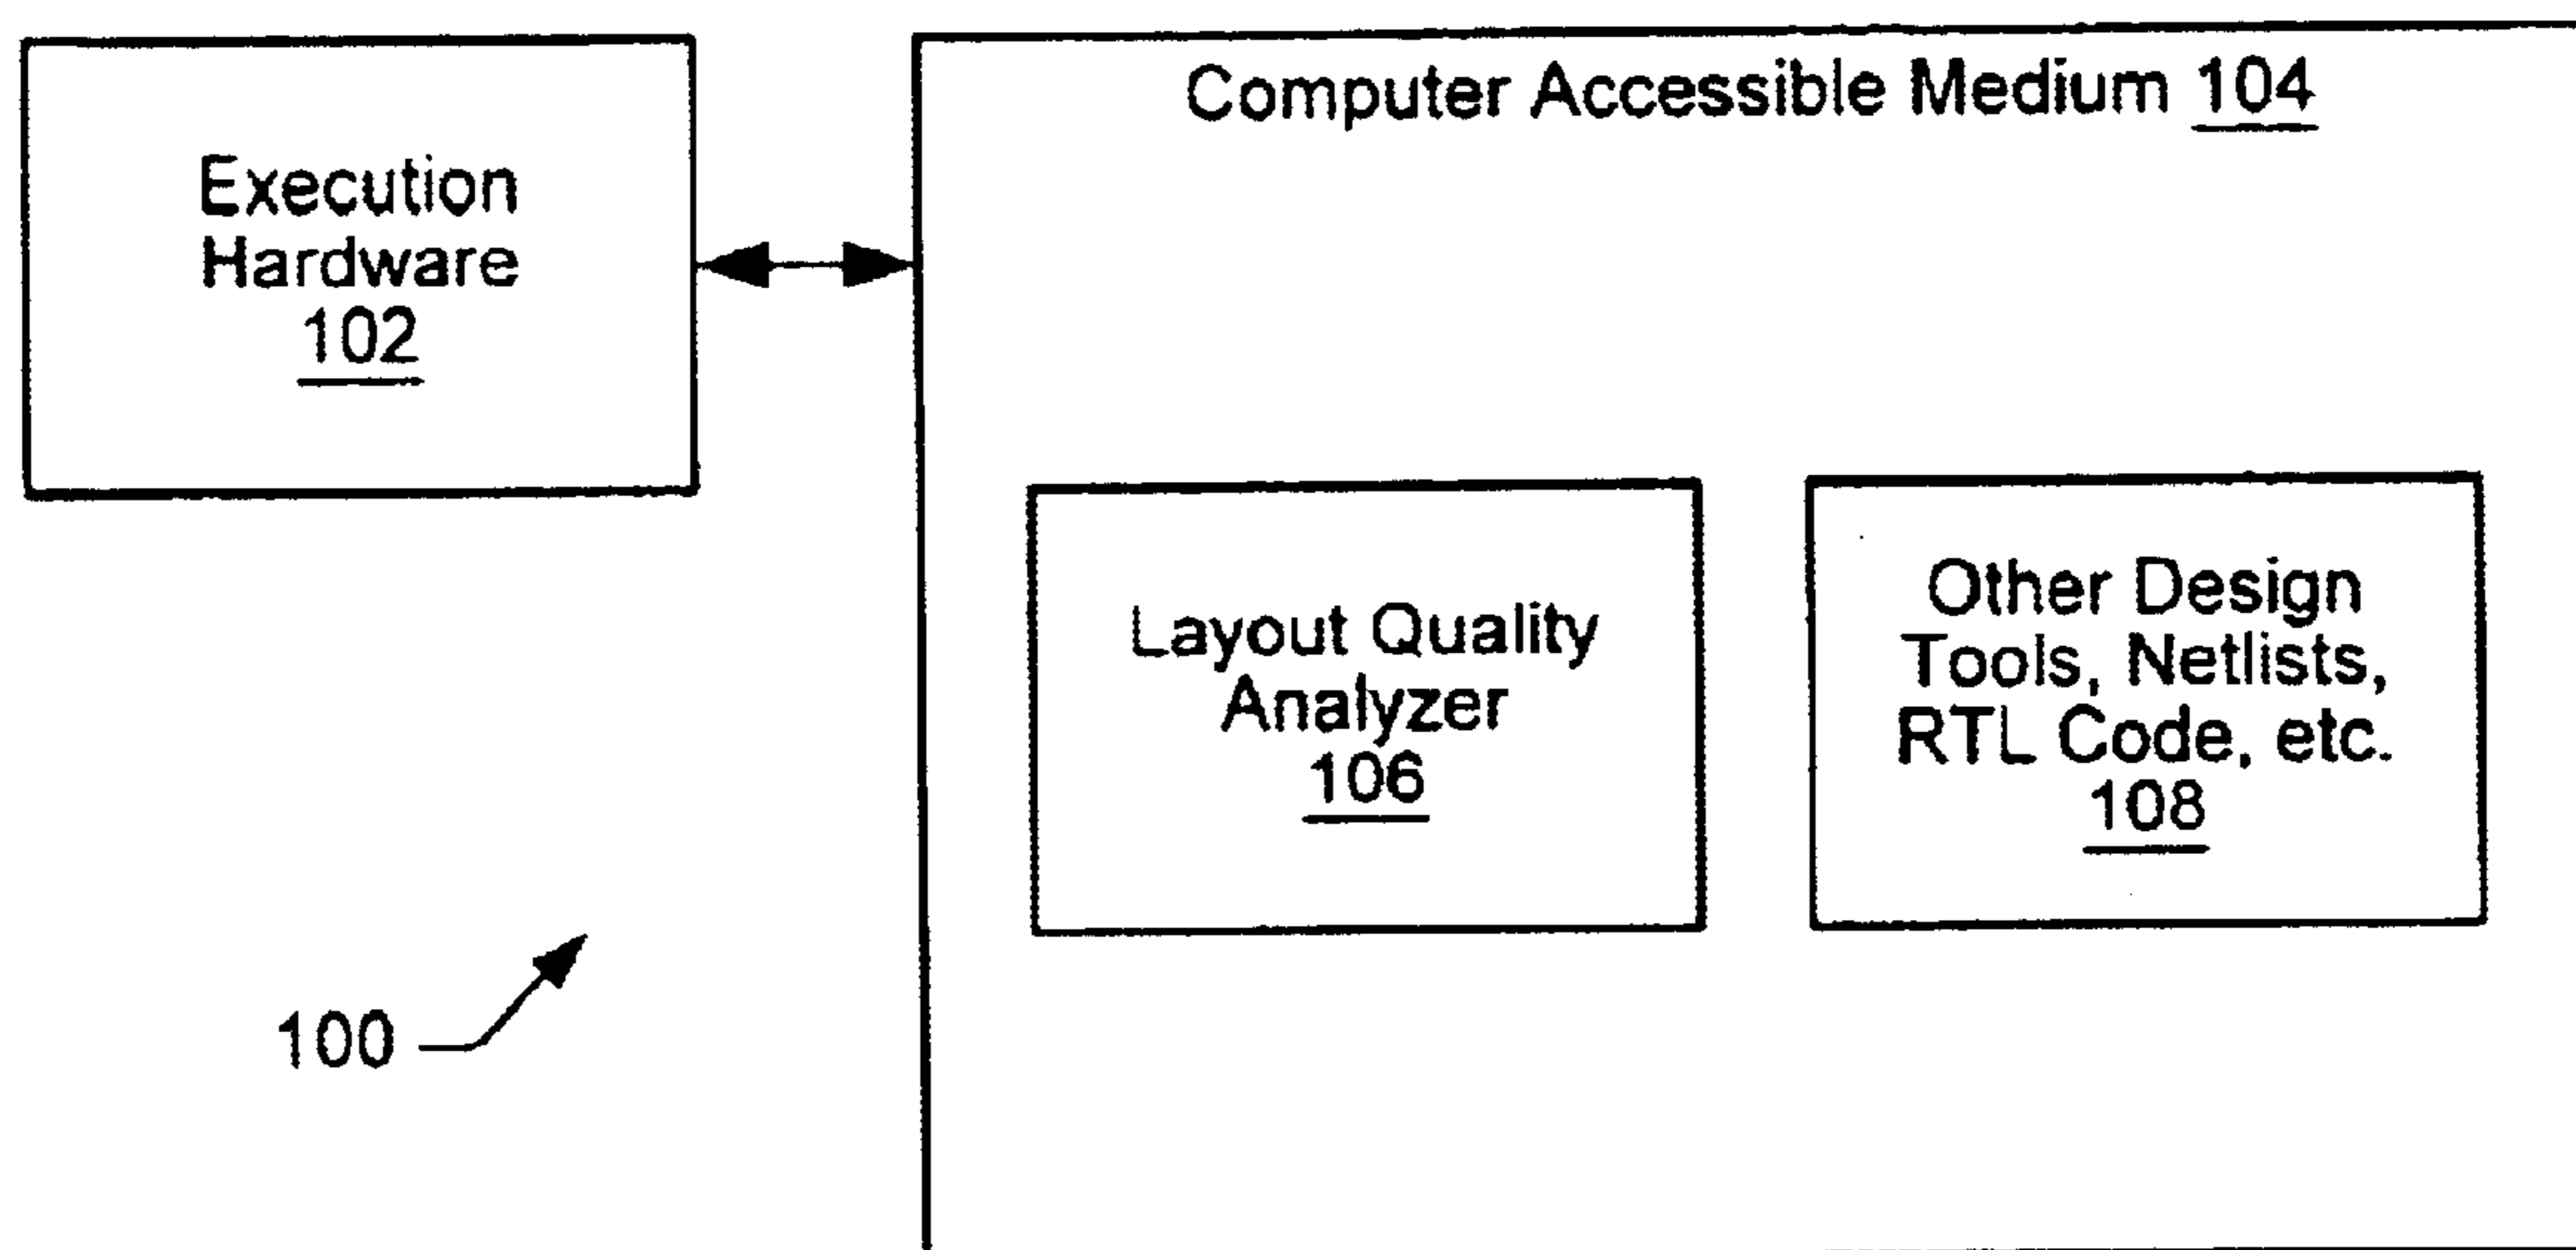 Computer Accessible Medium 104
Execution
Hardware
102
Layout Quality
Analyzer
106
Other Design
Tools, Netlists,
RTL Code, etc.
108
100